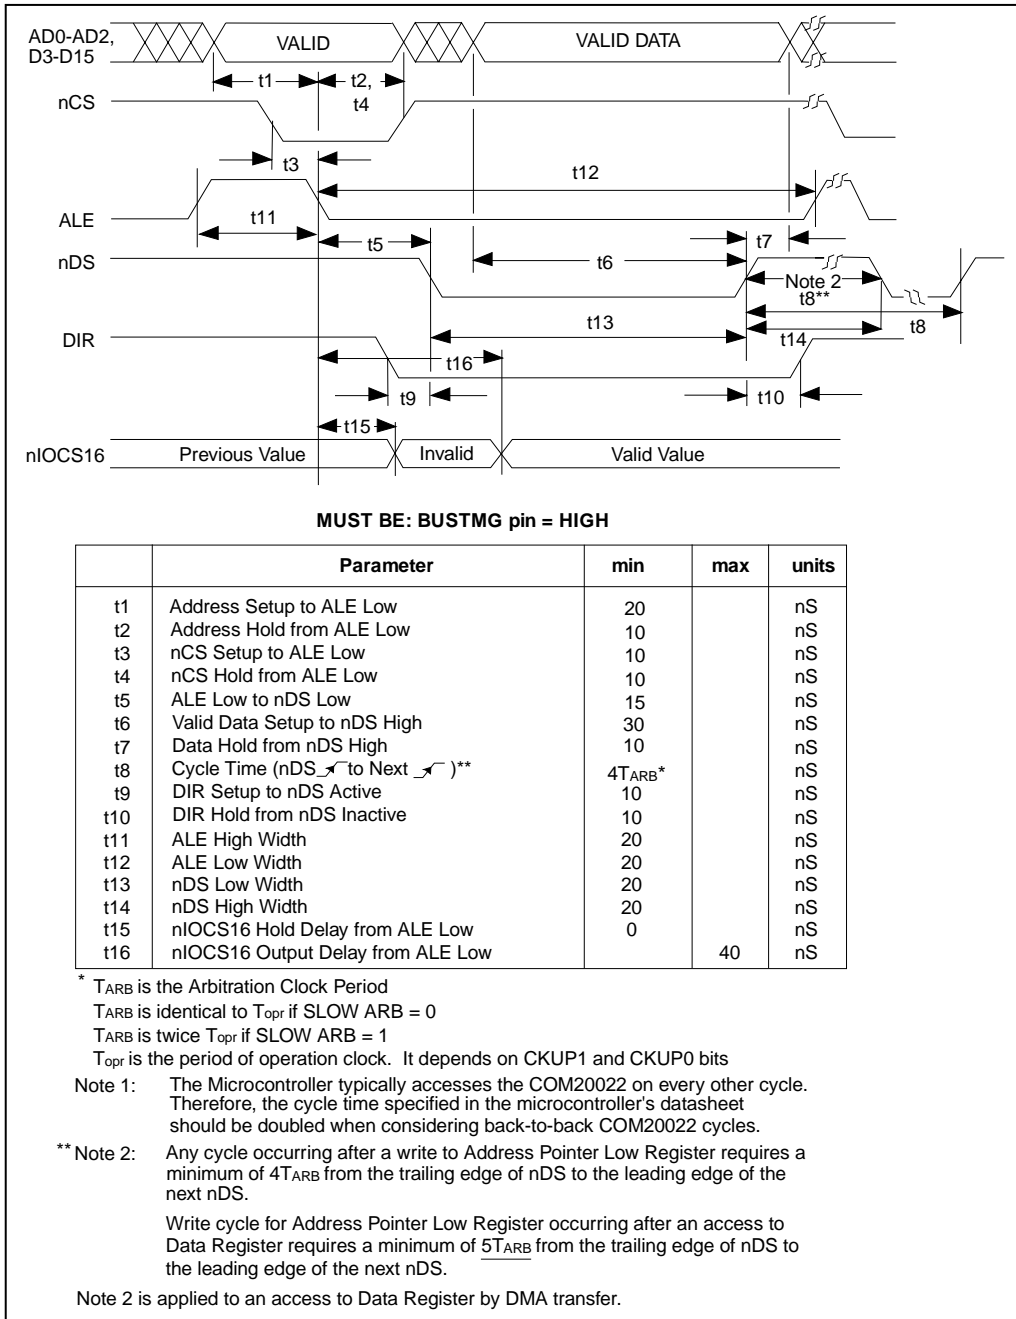 AD0-AD2,
D3-D15
VALID
VALID DATA
t1
t2,
t4
nCS
t3
t12
ALE
t11
t5
t7
nDS
t6
Note 2
t8**
t13
t8
DIR
t14
t16
t9
t10
t15
nIOCS16
Previous Value
Invalid
Valid Value
MUST BE: BUSTMG pin = HIGH
Parameter min max units
t1 Address Setup to ALE Low 20 nS
t2 Address Hold from ALE Low 10 nS
t3 nCS Setup to ALE Low 10 nS
t4 nCS Hold from ALE Low 10 nS
t5 ALE Low to nDS Low 15 nS
t6 Valid Data Setup to nDS High 30 nS
t7 Data Hold from nDS High 10 nS
t8 Cycle Time (nDS to Next )** 4TARB* nS
t9 DIR Setup to nDS Active 10 nS
t10 DIR Hold from nDS Inactive 10 nS
t11 ALE High Width 20 nS
t12 ALE Low Width 20 nS
t13 nDS Low Width 20 nS
t14 nDS High Width 20 nS
t15 nIOCS16 Hold Delay from ALE Low 0 nS
t16 nIOCS16 Output Delay from ALE Low 40 nS
* TARB is the Arbitration Clock Period
TARB is identical to Topr if SLOW ARB = 0
TARB is twice Topr if SLOW ARB = 1
Topr is the period of operation clock. It depends on CKUP1 and CKUP0 bits
Note 1: The Microcontroller typically accesses the COM20022 on every other cycle.
Therefore, the cycle time specified in the microcontroller's datasheet
should be doubled when considering back-to-back COM20022 cycles.
**Note 2: Any cycle occurring after a write to Address Pointer Low Register requires a
minimum of 4TARB from the trailing edge of nDS to the leading edge of the
next nDS.
Write cycle for Address Pointer Low Register occurring after an access to
Data Register requires a minimum of 5TARB from the trailing edge of nDS to
the leading edge of the next nDS.
Note 2 is applied to an access to Data Register by DMA transfer.